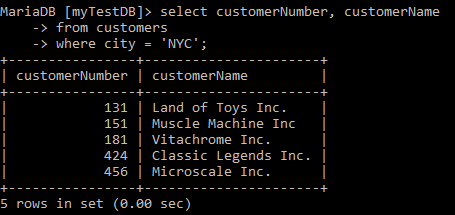 MariaDB [myTestDB]> select customerNumber, customerName
    -> from customers
    -> where city = 'NYC';
+----------------+----------------------+
| customerNumber | customerName         |
+----------------+----------------------+
|            131 | Land of Toys Inc.    |
|            151 | Muscle Machine Inc   |
|            181 | Vitachrome Inc.      |
|            424 | Classic Legends Inc. |
|            456 | Microscale Inc.      |
+----------------+----------------------+
5 rows in set (0.00 sec)